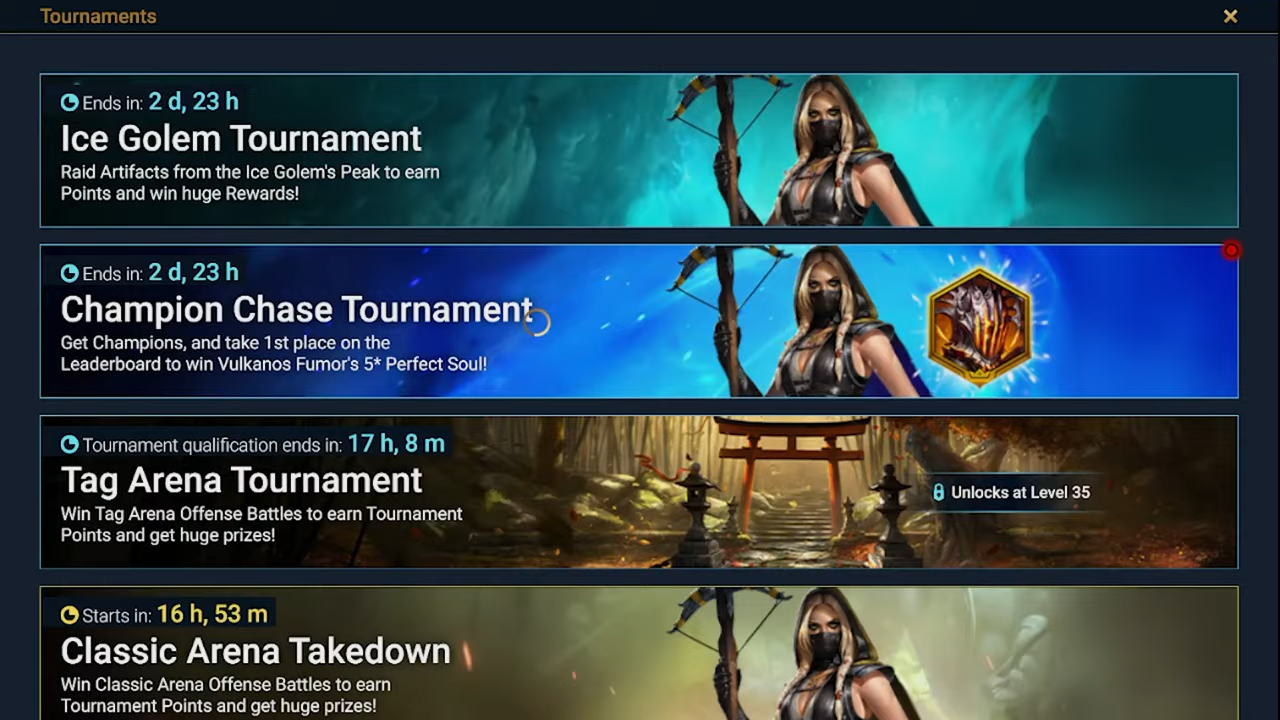 Tournaments
Ends in: 2 d, 23 h
Ice Golem Tournament
Raid Artifacts from the Ice Golem's Peak to earn
Points and win huge Rewards!
Ends in: 2 d, 23 h
Champion Chase Tournament
Get Champions, and take 1st place on the
Leaderboard to win Vulkanos Fumor's 5* Perfect Soul!
Tournament qualification ends in: 17 h, 8 m
Tag Arena Tournament
Win Tag Arena Offense Battles to earn Tournament
Points and get huge prizes!
Unlocks at Level 35
Starts in: 16 h, 53 m
Classic Arena Takedown
Win Classic Arena Offense Battles to earn
Tournament Points and get huge prizes!